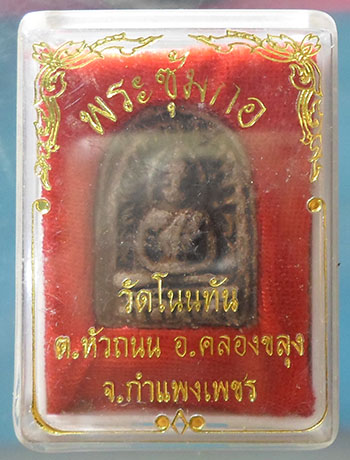 พระซุ้มกอ
วัดโนนทัน
ต.หัวถนน อ.คลองขลุง
จ.กำแพงเพชร